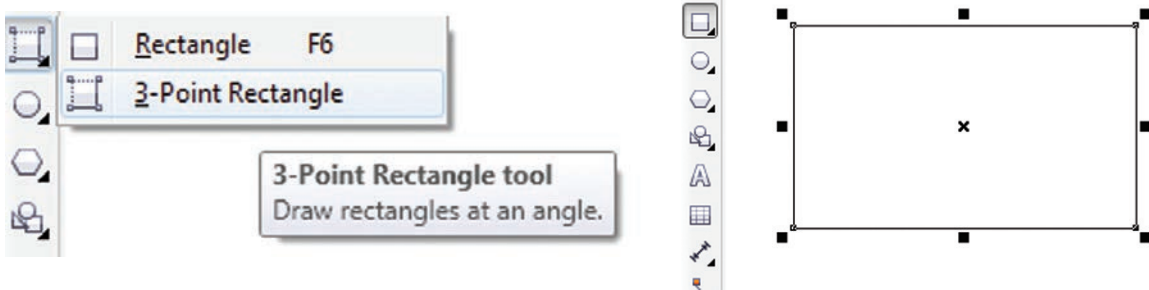 Rectangle F6
3-Point Rectangle
3-Point Rectangle tool
Draw rectangles at an angle.